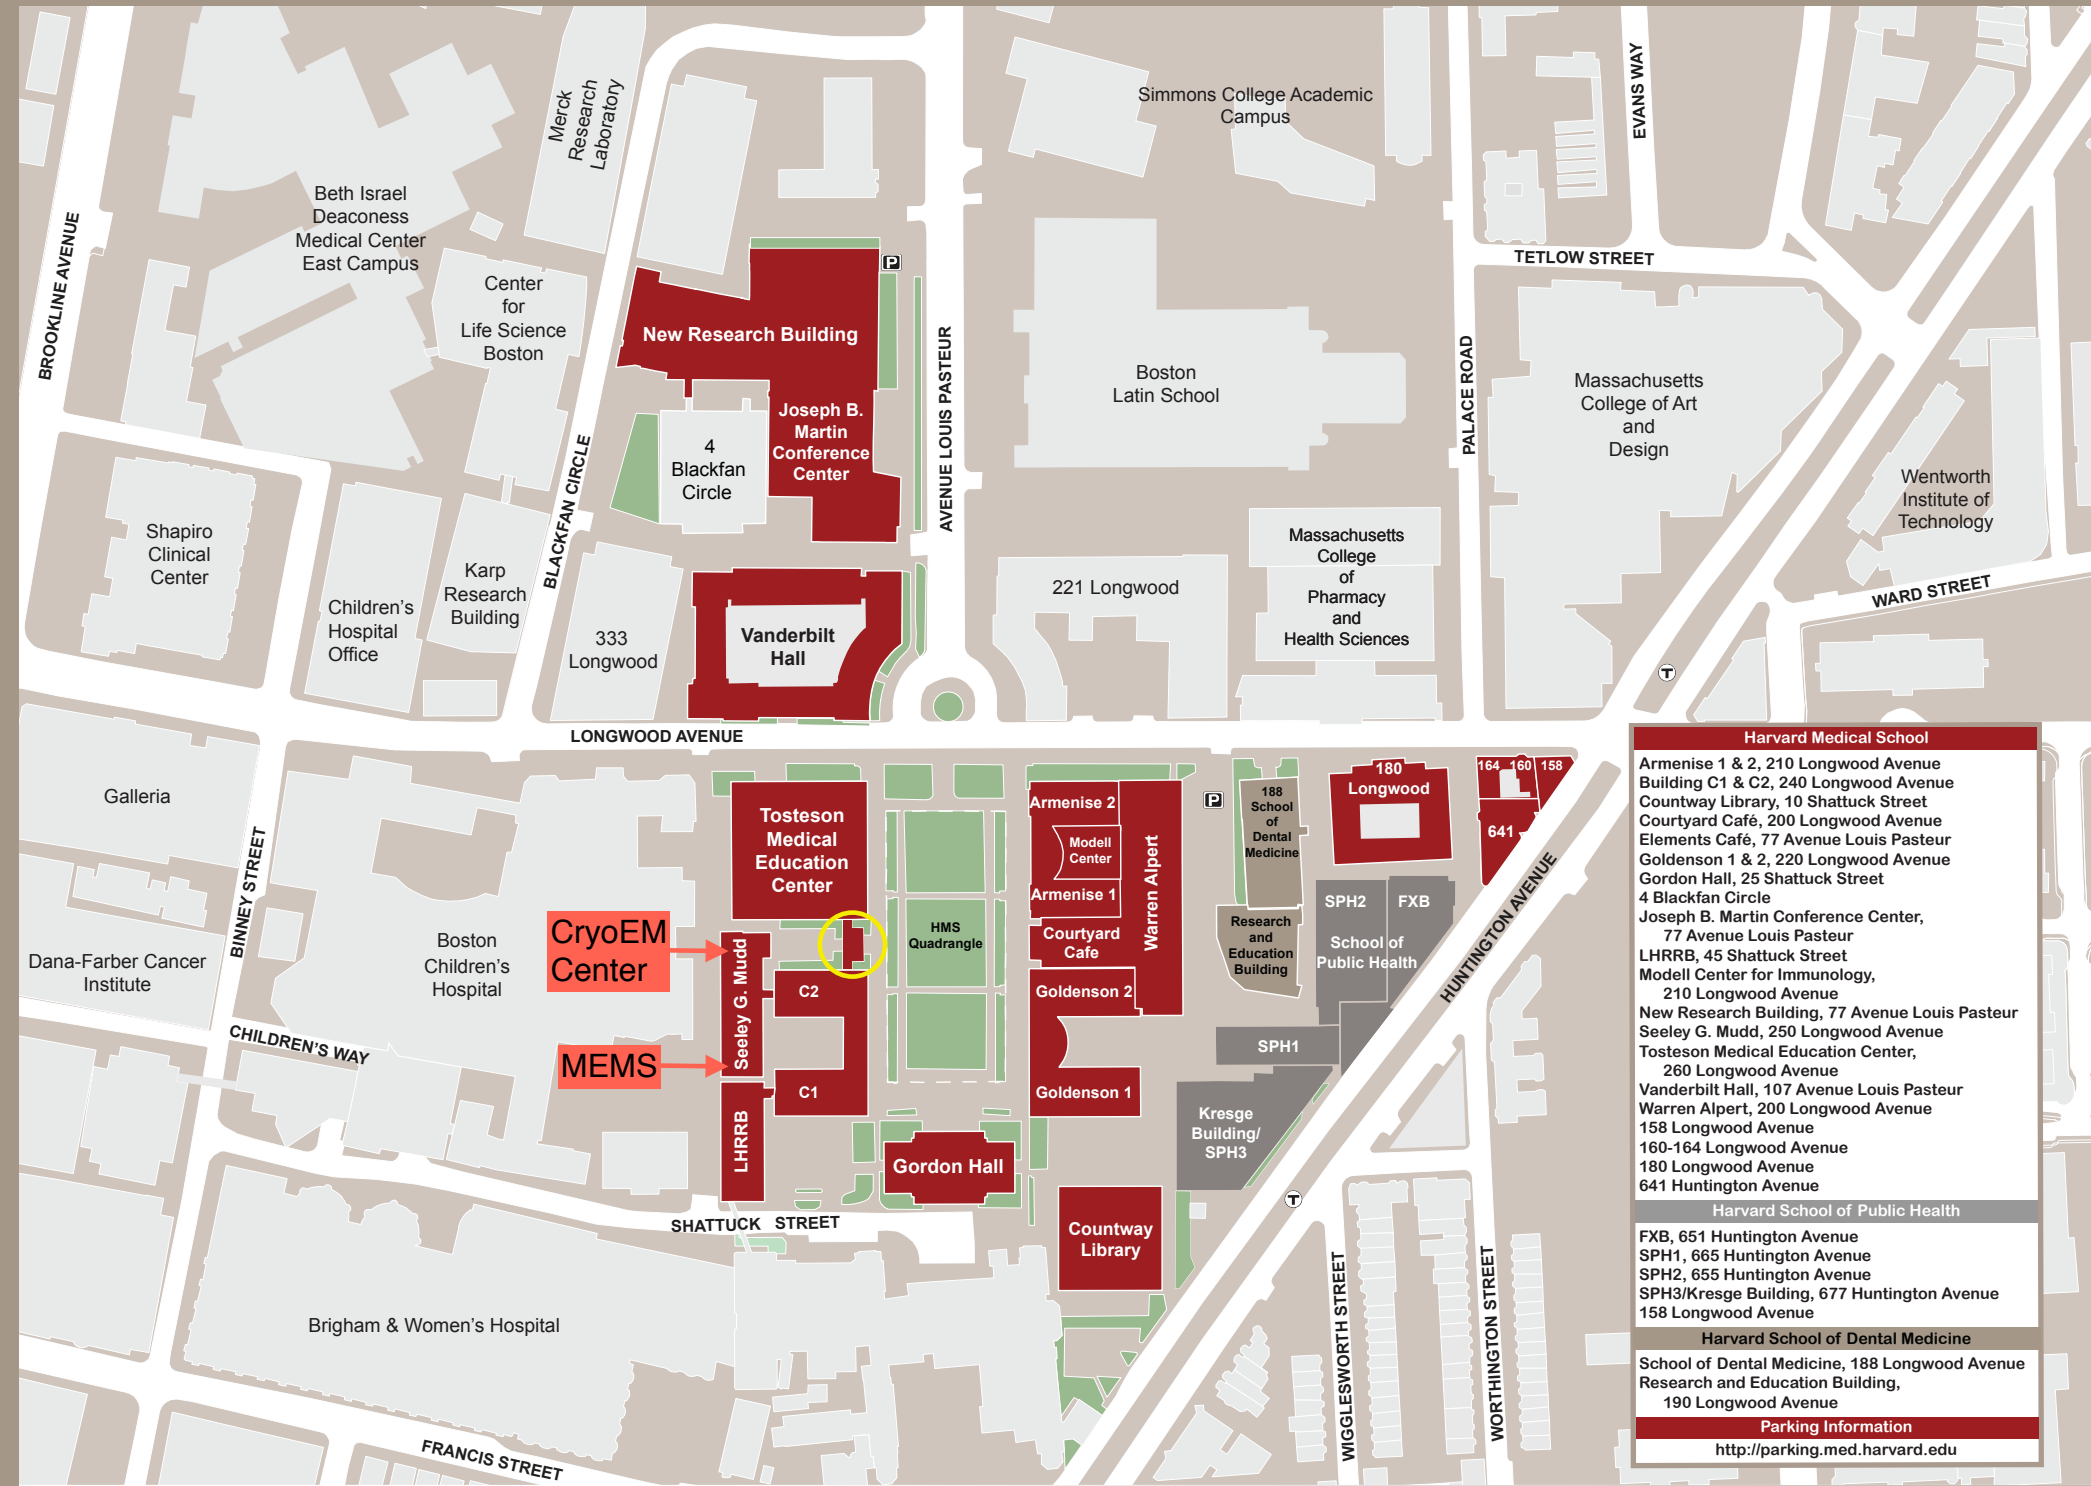 Merck
Research
Laboratory
Simmons College Academic
Campus
EVANS WAY
Beth Israel
Deaconess
Medical Center
East Campus
BROOKLINE AVENUE
P
TETLOW STREET
Center
for
Life Science
Boston
New Research Building
AVENUE LOUIS PASTEUR
PALACE ROAD
Boston
Latin School
Massachusetts
College of Art
and
Design
Joseph B.
Martin
Conference
Center
4
Blackfan
Circle
BLACKFAN CIRCLE
Wentworth
Institute of
Technology
Shapiro
Clinical
Center
Massachusetts
College
of
Pharmacy
and
Health Sciences
Karp
Research
Building
Children's
Hospital
Office
333
Longwood
Vanderbilt
Hall
221 Longwood
WARD STREET
T
LONGWOOD AVENUE
Galleria
BINNEY STREET
Tosteson
Medical
Education
Center
Armenise 2
Modell
Center
Armenise 1
Warren Alpert
P
188
School
of
Dental
Medicine
180
Longwood
164 160 158
641
HUNTINGTON AVENUE
CryoEM
Center
Seeley G. Mudd
HMS
Quadrangle
Courtyard
Cafe
Research
and
Education
Building
SPH2
FXB
School of
Public Health
Boston
Children's
Hospital
Dana-Farber Cancer
Institute
C2
Goldenson 2
CHILDREN'S WAY
MEMS
SPH1
C1
Goldenson 1
LHRRB
Kresge
Building/
SPH3
Gordon Hall
T
SHATTUCK STREET
Countway
Library
Brigham & Women's Hospital
WIGGLESWORTH STREET
WORTHINGTON STREET
FRANCIS STREET
Harvard Medical School
Armenise 1 & 2, 210 Longwood Avenue
Building C1 & C2, 240 Longwood Avenue
Countway Library, 10 Shattuck Street
Courtyard Café, 200 Longwood Avenue
Elements Café, 77 Avenue Louis Pasteur
Goldenson 1 & 2, 220 Longwood Avenue
Gordon Hall, 25 Shattuck Street
4 Blackfan Circle
Joseph B. Martin Conference Center,
77 Avenue Louis Pasteur
LHRRB, 45 Shattuck Street
Modell Center for Immunology,
210 Longwood Avenue
New Research Building, 77 Avenue Louis Pasteur
Seeley G. Mudd, 250 Longwood Avenue
Tosteson Medical Education Center,
260 Longwood Avenue
Vanderbilt Hall, 107 Avenue Louis Pasteur
Warren Alpert, 200 Longwood Avenue
158 Longwood Avenue
160-164 Longwood Avenue
180 Longwood Avenue
641 Huntington Avenue
Harvard School of Public Health
FXB, 651 Huntington Avenue
SPH1, 665 Huntington Avenue
SPH2, 655 Huntington Avenue
SPH3/Kresge Building, 677 Huntington Avenue
158 Longwood Avenue
Harvard School of Dental Medicine
School of Dental Medicine, 188 Longwood Avenue
Research and Education Building,
190 Longwood Avenue
Parking Information
http://parking.med.harvard.edu